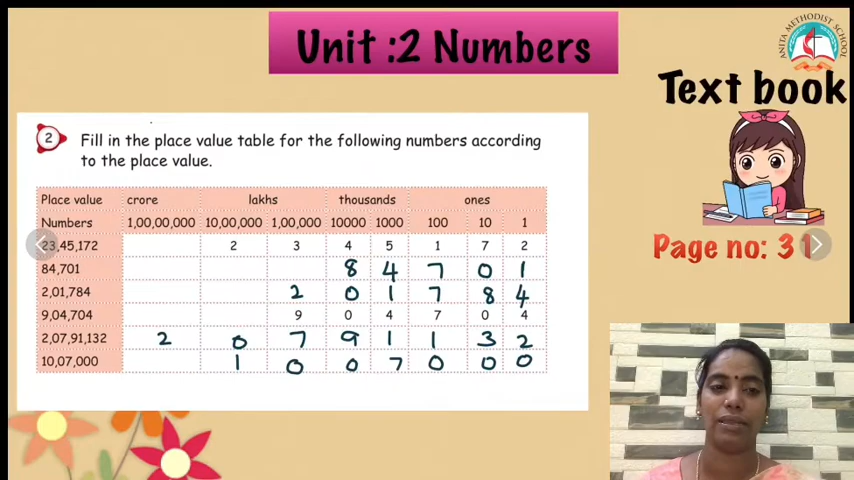 Unit :2 Numbers
ANITA METHODIST SCHOOL
Text book
2 Fill in the place value table for the following numbers according
to the place value.
Place value crore lakhs thousands ones
Numbers 1,00,00,000 10,00,000 1,00,000 10000 1000 100 10 1
23,45,172 2 3 4 5 1 7 2
84,701 8 4 7 0 1
2,01,784 2 0 1 7 8 4
9,04,704 9 0 4 7 0 4
2,07,91,132 2 0 7 9 1 1 3 2
10,07,000 1 0 0 7 0 0 0
Page no: 31